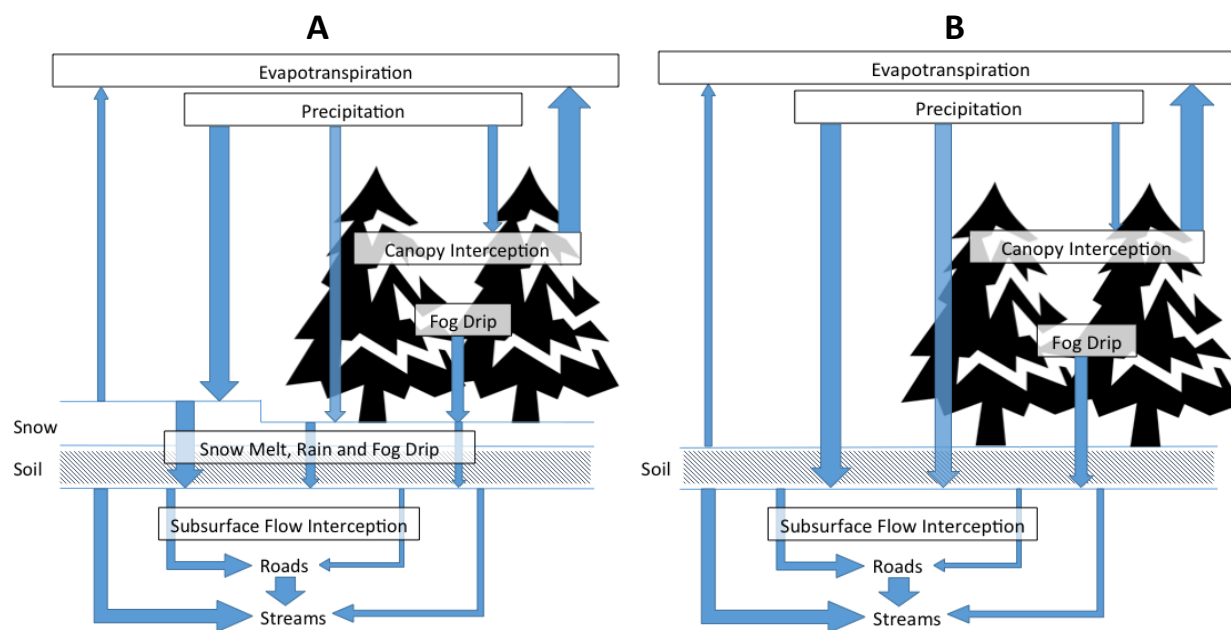 A
Evapotranspiration
Precipitation
Canopy Interception
Fog Drip
Snow
Snow Melt, Rain and Fog Drip
Soil
Subsurface Flow Interception
Roads
Streams
B
Evapotranspiration
Precipitation
Canopy Interception
Fog Drip
Soil
Subsurface Flow Interception
Roads
Streams